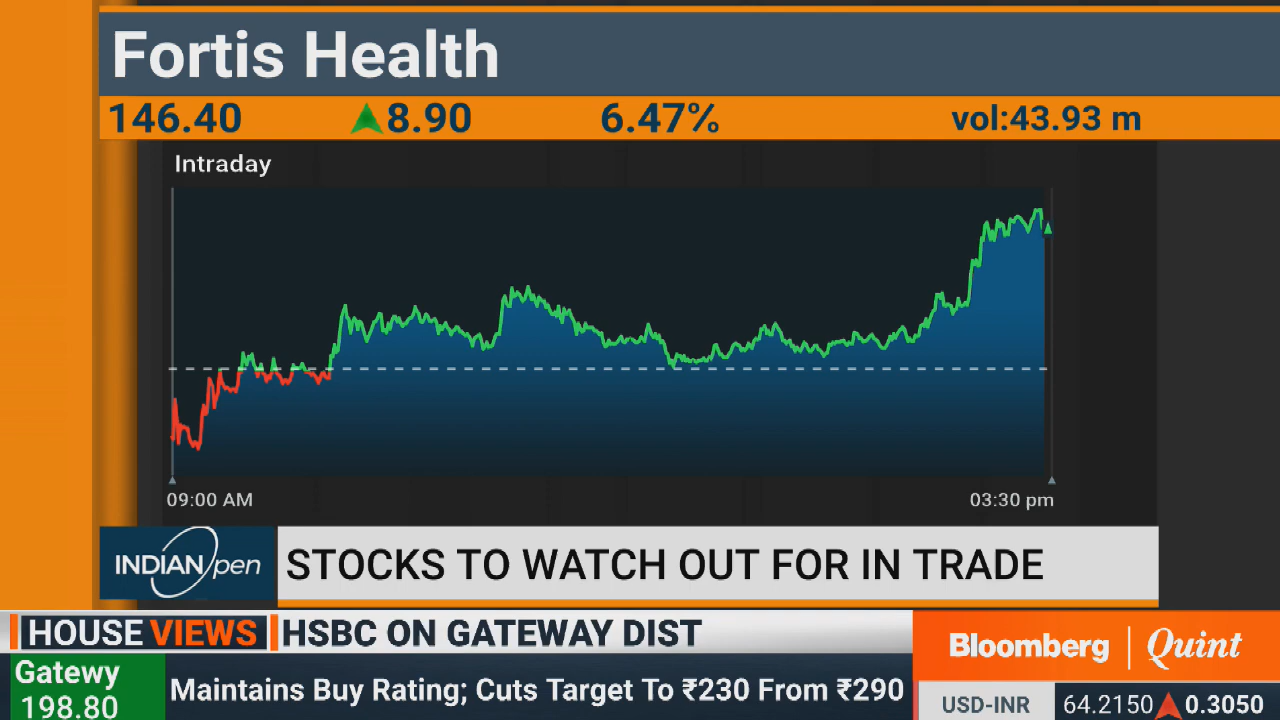 Fortis Health
146.40 8.90 6.47% vol:43.93 m
Intraday
09:00 AM 03:30 pm
INDIAN Open STOCKS TO WATCH OUT FOR IN TRADE
HOUSE VIEWS HSBC ON GATEWAY DIST
Gatewy
198.80
Maintains Buy Rating; Cuts Target To ₹230 From ₹290
Bloomberg | Quint
USD-INR 64.2150 0.3050